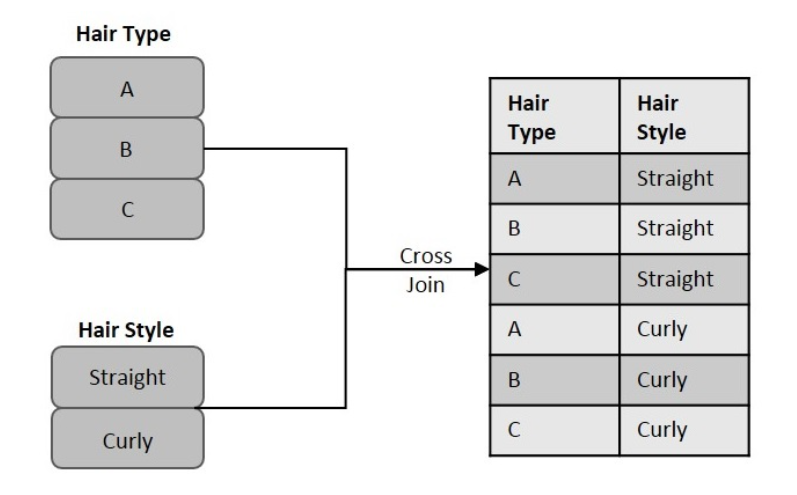 Hair Type
A
B
C
Hair Style
Straight
Curly
Cross
Join
Hair Type	Hair Style
A	Straight
B	Straight
C	Straight
A	Curly
B	Curly
C	Curly